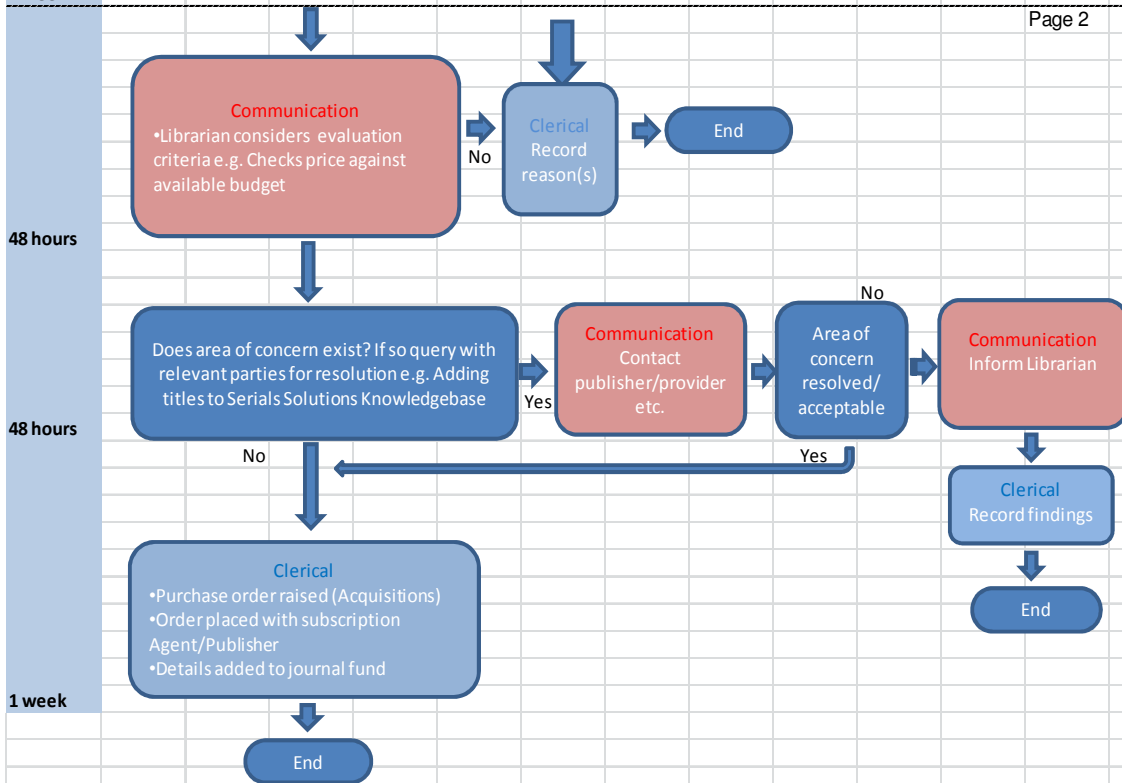 Page 2
Communication
•Librarian considers evaluation
criteria e.g. Checks price against
available budget
No
Clerical
Record
reason(s)
End
48 hours
Does area of concern exist? If so query with
relevant parties for resolution e.g. Adding
titles to Serials Solutions Knowledgebase
Yes
Communication
Contact
publisher/provider
etc.
No
Area of
concern
resolved/
acceptable
Communication
Inform Librarian
48 hours
No
Yes
Clerical
Record findings
End
Clerical
•Purchase order raised (Acquisitions)
•Order placed with subscription
Agent/Publisher
•Details added to journal fund
1 week
End